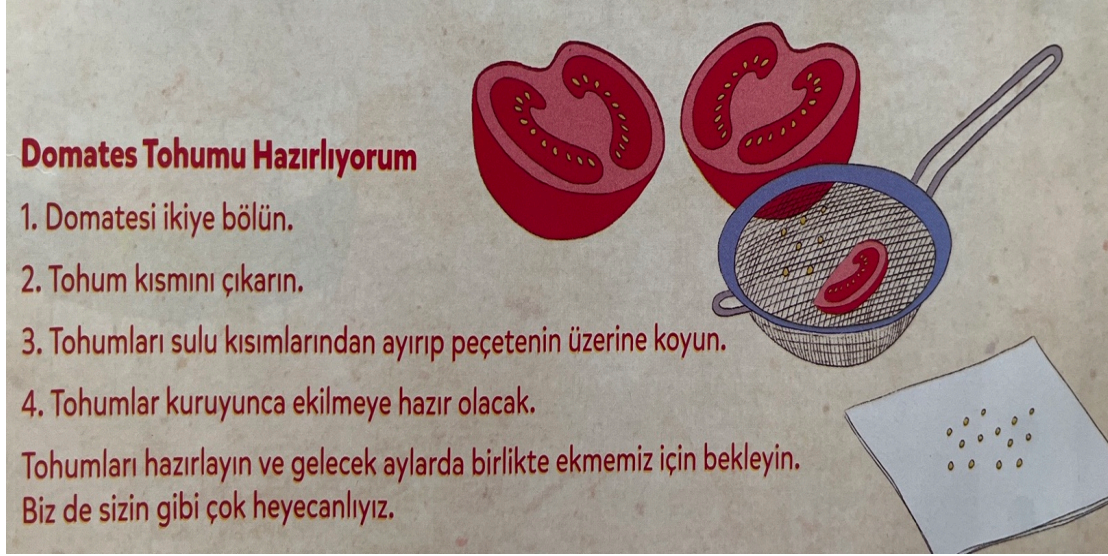 Domates Tohumu Hazırlıyorum
1. Domatesi ikiye bölün.
2. Tohum kısmını çıkarın.
3. Tohumları sulu kısımlarından ayırıp peçetenin üzerine koyun.
4. Tohumlar kuruyunca ekilmeye hazır olacak.
Tohumları hazırlayın ve gelecek aylarda birlikte ekmemiz için bekleyin.
Biz de sizin gibi çok heyecanlıyız.